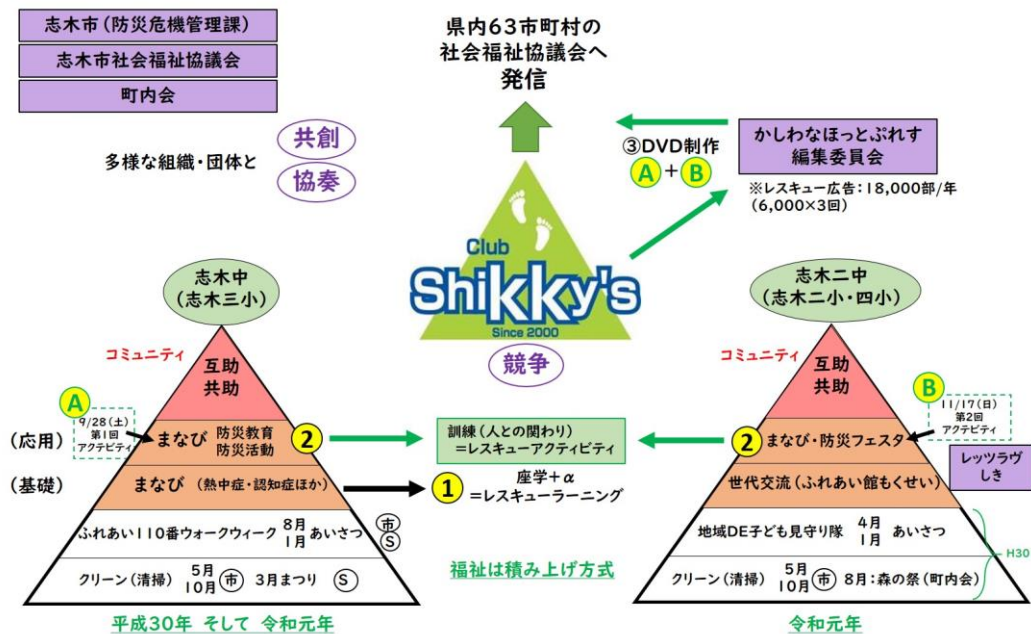 志木市(防災危機管理課)
志木市社会福祉協議会
町内会
県内63市町村の
社会福祉協議会へ
発信
多様な組織・団体と
共創
協奏
③DVD制作
A+B
かしわなほっとぷれす
編集委員会
※レスキュー広告:18,000部/年
(6,000×3回)
Club
Shikky's
Since 2000
競争
志木中
(志木三小)
コミュニティ
互助
共助
A
9/28(土)
第1回
アクテビティ
(応用)
まなび 防災教育
防災活動
2
(基礎)
まなび (熱中症・認知症ほか)
ふれあい110番ウォークウィーク 8月
1月 あいさつ
市
S
クリーン(清掃) 5月
10月 市 3月まつり S
平成30年 そして 令和元年
訓練(人との関わり)
=レスキューアクティビティ
1
座学+α
=レスキューラーニング
福祉は積み上げ方式
志木二中
(志木二小・四小)
コミュニティ
互助
共助
B
11/17(日)
第2回
アクテビティ
2
まなび・防災フェスタ
レッツラヴ
しき
世代交流(ふれあい館もくせい)
地域DE子ども見守り隊 4月
1月 あいさつ
H30
クリーン(清掃) 5月
10月 市 8月:森の祭(町内会)
令和元年